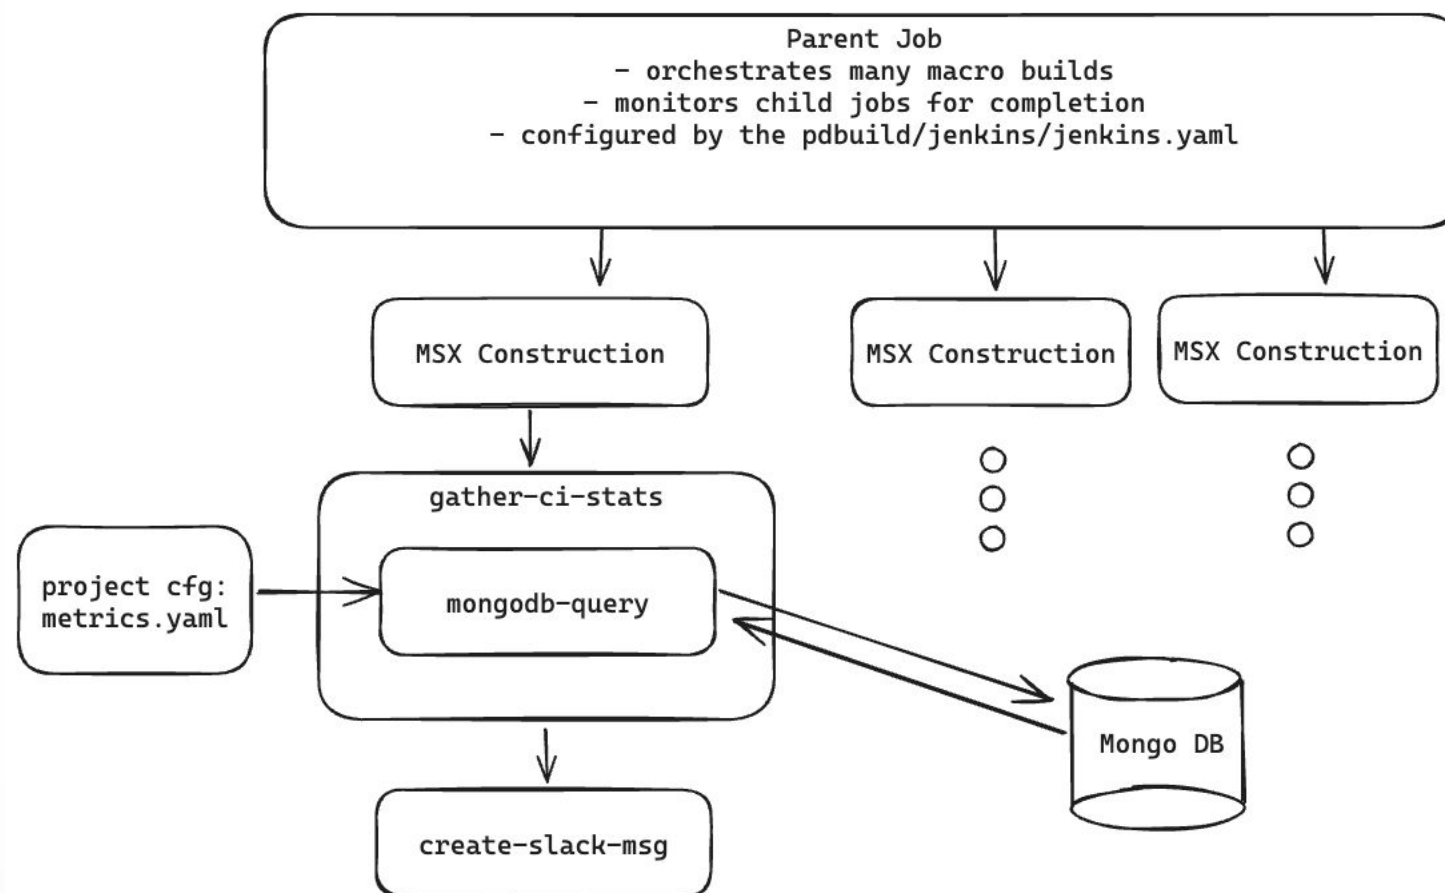 Parent Job
- orchestrates many macro builds
- monitors child jobs for completion
- configured by the pdbuild/jenkins/jenkins.yaml
MSX Construction
MSX Construction
MSX Construction
gather-ci-stats
project cfg:
metrics.yaml
mongodb-query
Mongo DB
create-slack-msg